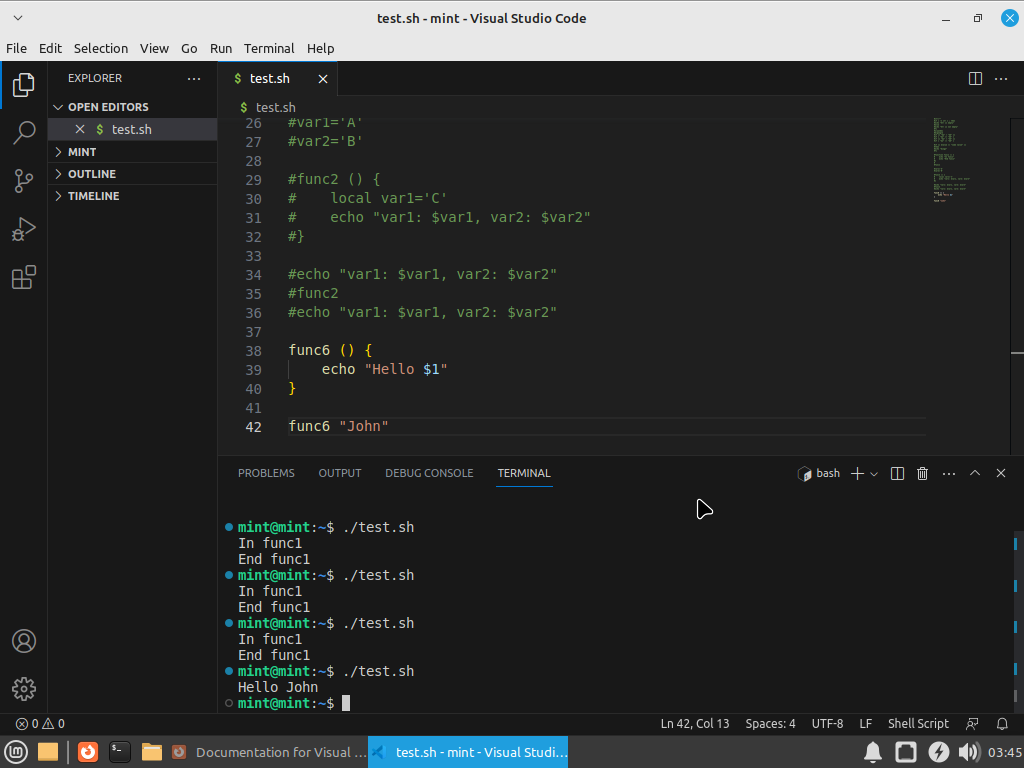 test.sh - mint - Visual Studio Code
File Edit Selection View Go Run Terminal Help
EXPLORER
OPEN EDITORS
$ test.sh
MINT
OUTLINE
TIMELINE
$ test.sh
$ test.sh
26 #var1='A'
27 #var2='B'
28
29 #func2 () {
30 #    local var1='C'
31 #    echo "var1: $var1, var2: $var2"
32 #}
33
34 #echo "var1: $var1, var2: $var2"
35 #func2
36 #echo "var1: $var1, var2: $var2"
37
38 func6 () {
39     echo "Hello $1"
40 }
41
42 func6 "John"
PROBLEMS OUTPUT DEBUG CONSOLE TERMINAL bash
mint@mint:~$ ./test.sh
In func1
End func1
mint@mint:~$ ./test.sh
In func1
End func1
mint@mint:~$ ./test.sh
In func1
End func1
mint@mint:~$ ./test.sh
Hello John
mint@mint:~$
0 0 Ln 42, Col 13 Spaces: 4 UTF-8 LF Shell Script
Documentation for Visual ... test.sh - mint - Visual Studi... 03:45